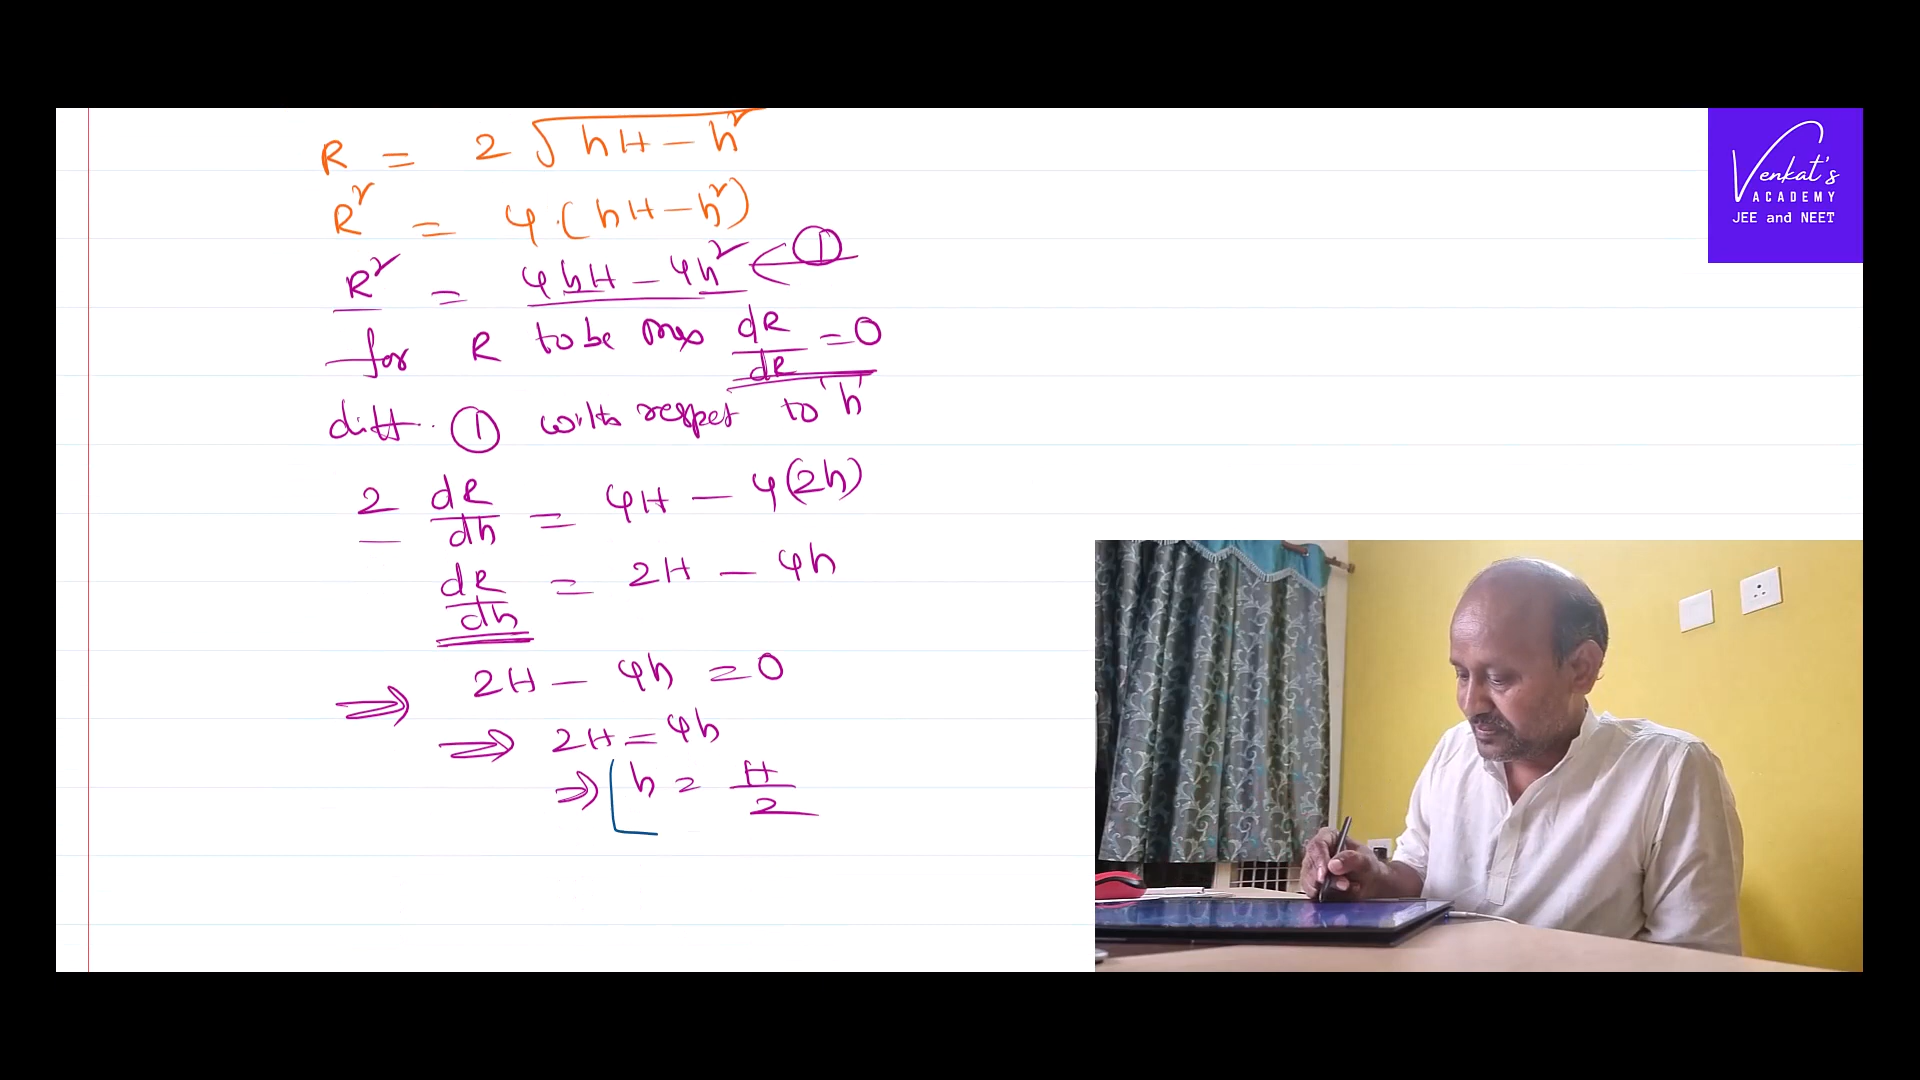 R = 2 √hH – h²
R² = 4·(hH – h²)
R² = 4hH – 4h² ← ①
for R to be max dR/dR = 0
diff. ① with respet to 'h'
2 dR/dh = 4H – 4(2h)
dR/dh = 2H – 4h
⇒ 2H – 4h = 0
⇒ 2H = 4h
⇒ h = H/2
Venkat's
ACADEMY
JEE and NEET